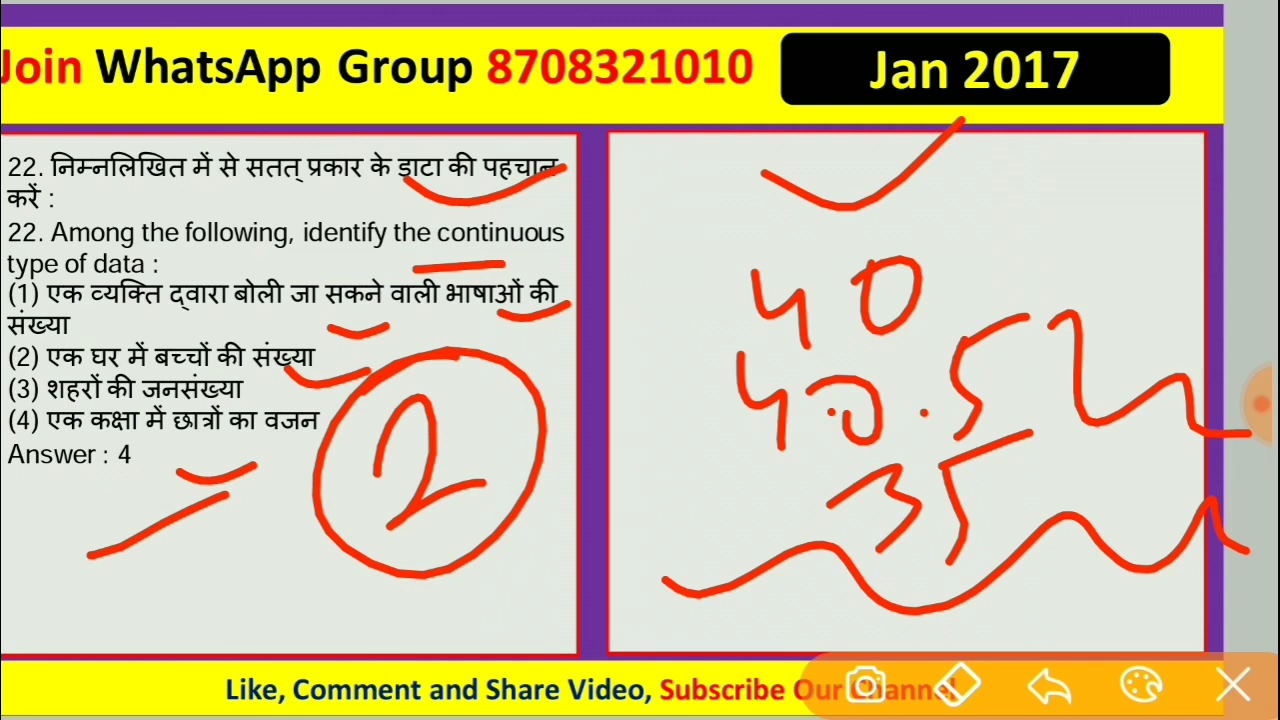 Join WhatsApp Group 8708321010
Jan 2017
22. निम्नलिखित में से सतत् प्रकार के डाटा की पहचान
करें :
22. Among the following, identify the continuous
type of data :
(1) एक व्यक्ति द्वारा बोली जा सकने वाली भाषाओं की
संख्या
(2) एक घर में बच्चों की संख्या
(3) शहरों की जनसंख्या
(4) एक कक्षा में छात्रों का वजन
Answer : 4
2
40
40.5
35
Like, Comment and Share Video, Subscribe Our Channel